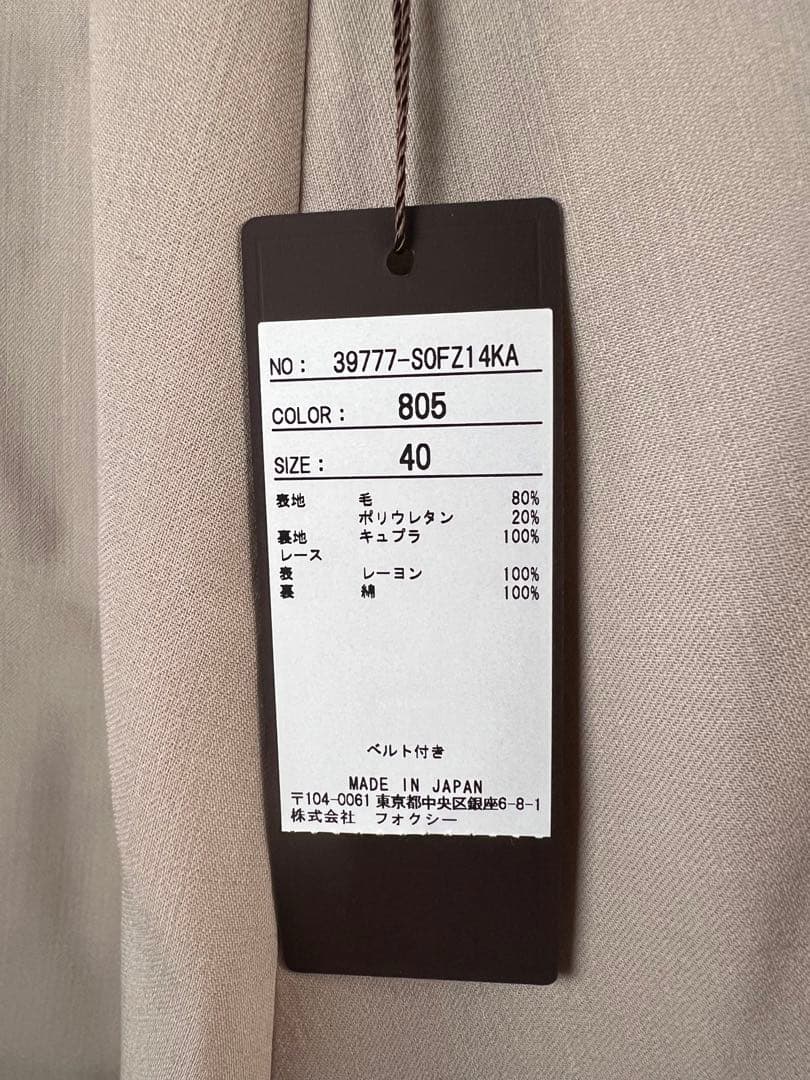 NO: 39777-S0FZ14KA
COLOR: 805
SIZE: 40
表地 毛 80%
ポリウレタン 20%
裏地 キュプラ 100%
レース
表 レーヨン 100%
裏 綿 100%
ベルト付き
MADE IN JAPAN
〒104-0061 東京都中央区銀座6-8-1
株式会社 フォクシー